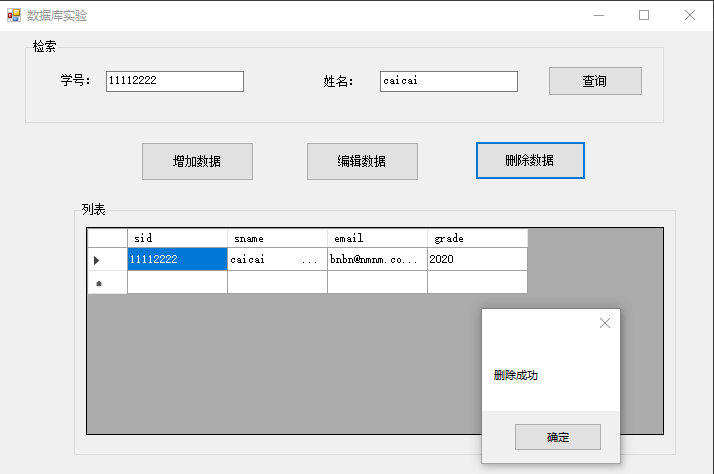 数据库实验
检索
学号： 11112222 姓名： caicai 查询
增加数据 编辑数据 删除数据
列表
sid sname email grade
11112222 caicai ... bnbn@nmnm.co... 2020
删除成功
确定